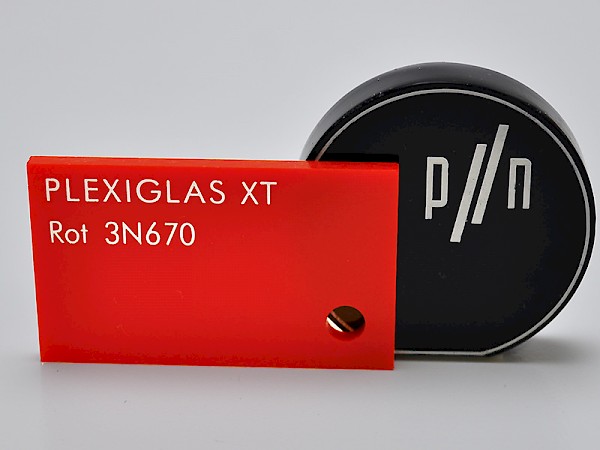 PLEXIGLAS XT
Rot 3N670
p//n